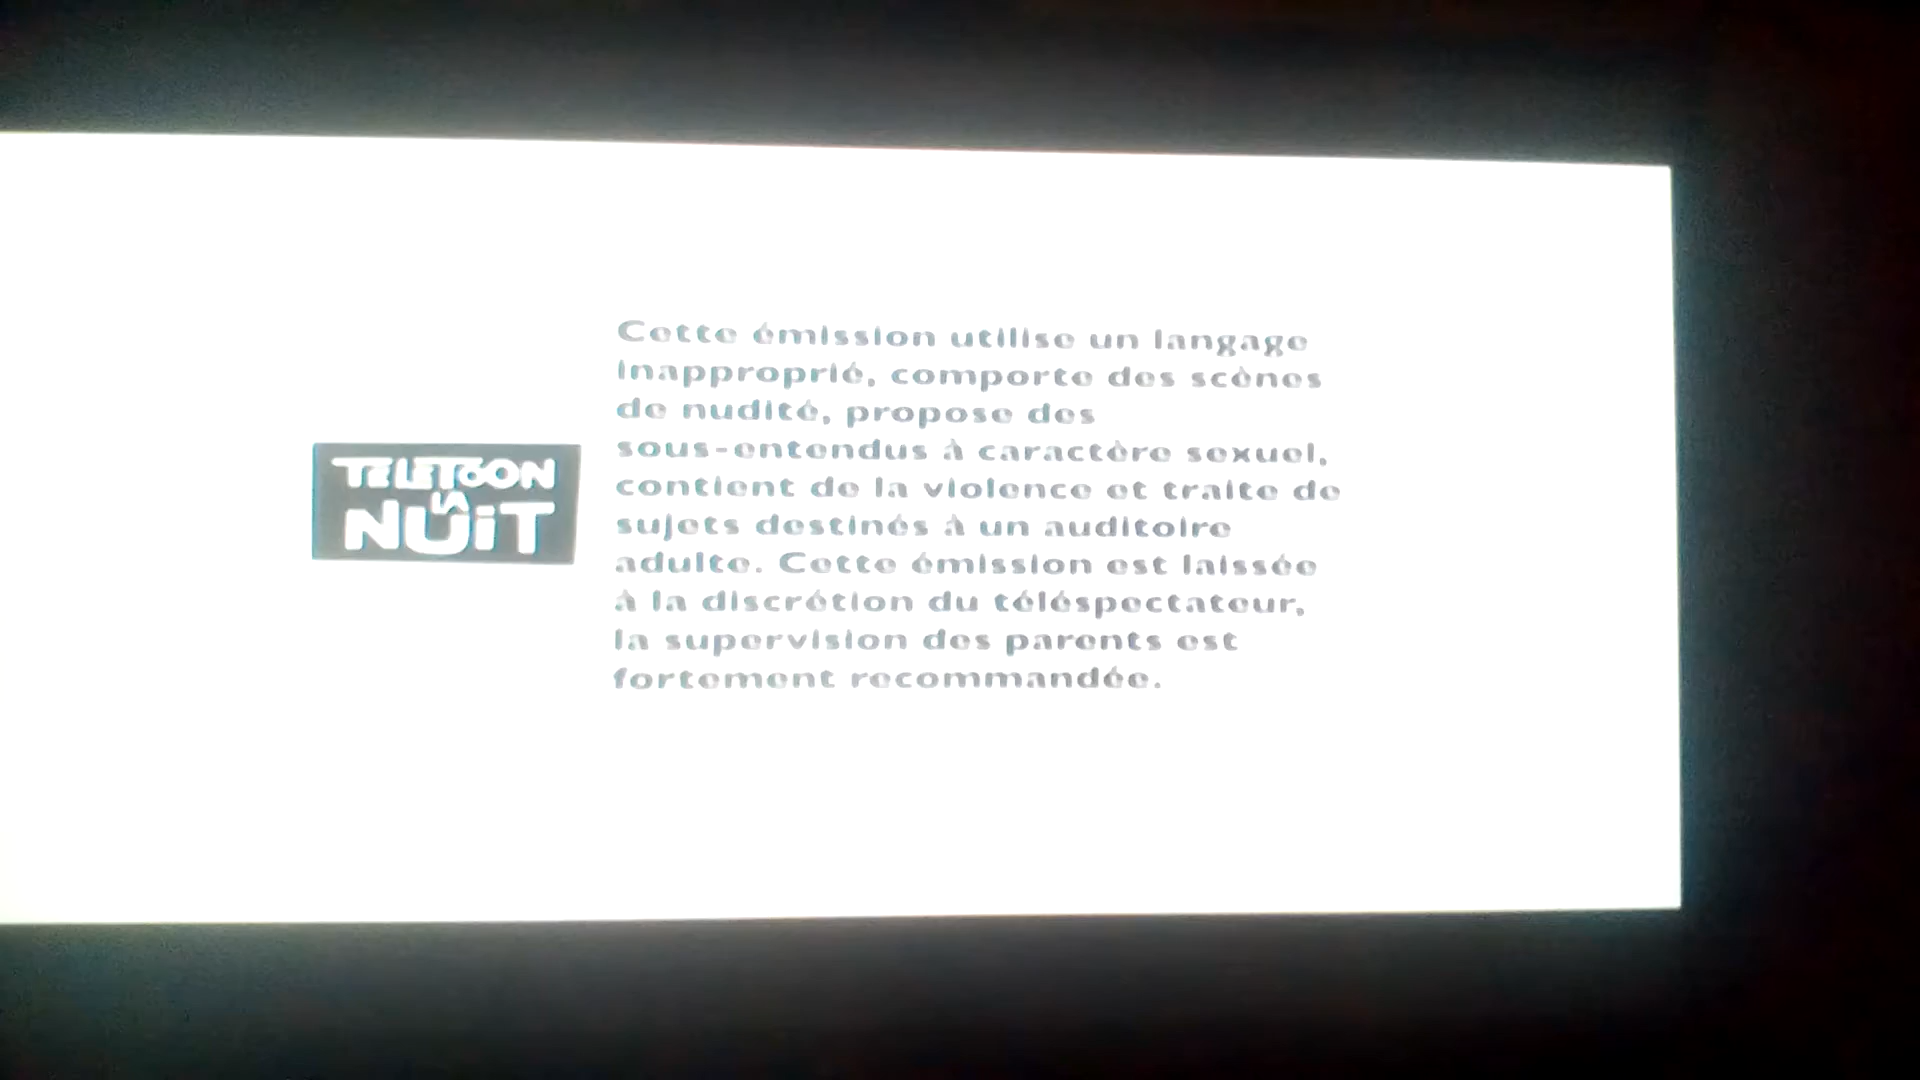 TELETOON
LA
NUiT
Cette émission utilise un langage
inapproprié, comporte des scènes
de nudité, propose des
sous-entendus à caractère sexuel,
contient de la violence et traite de
sujets destinés à un auditoire
adulte. Cette émission est laissée
à la discrétion du téléspectateur,
la supervision des parents est
fortement recommandée.